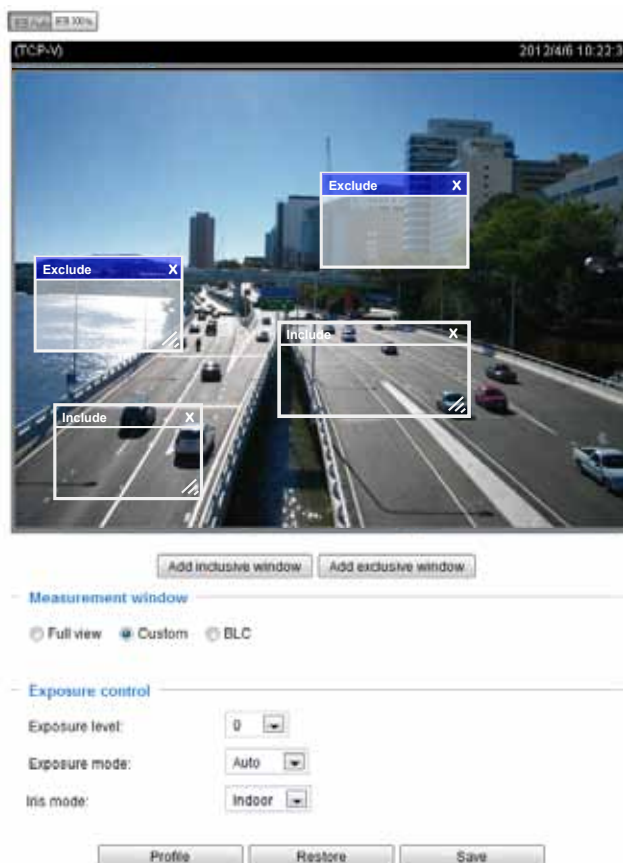 (TCP-V) 2012/4/6 10:22:3
Exclude X
Exclude X
Include X
Include X
Add inclusive window Add exclusive window
Measurement window
Full view Custom BLC
Exposure control
Exposure level: 0
Exposure mode: Auto
Iris mode: Indoor
Profile Restore Save